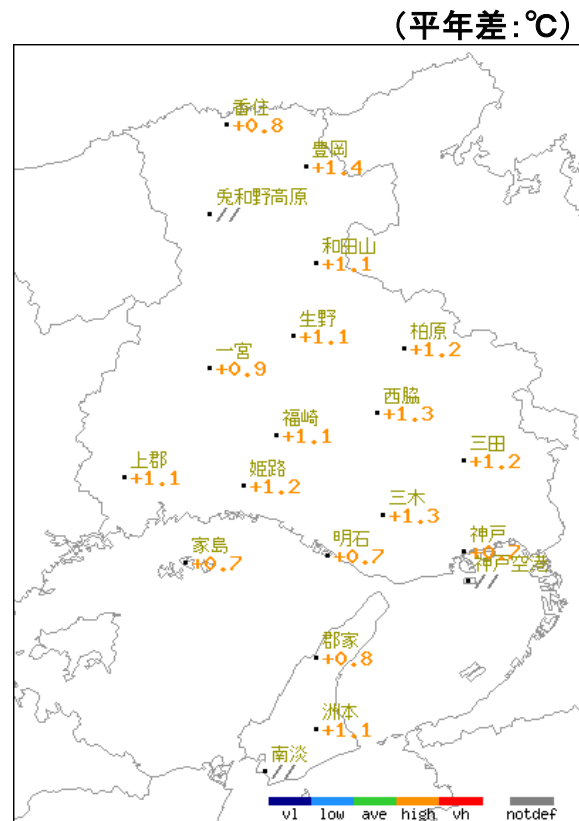 (平年差:℃)
香住
+0.8
豊岡
+1.4
兎和野高原
//
和田山
+1.1
生野
+1.1
柏原
+1.2
一宮
+0.9
西脇
+1.3
福崎
+1.1
三田
+1.2
上郡
+1.1
姫路
+1.2
三木
+1.3
家島
+0.7
明石
+0.7
神戸
+0.7
神戸空港
//
郡家
+0.8
洲本
+1.1
南淡
//
vl low ave high vh notdef